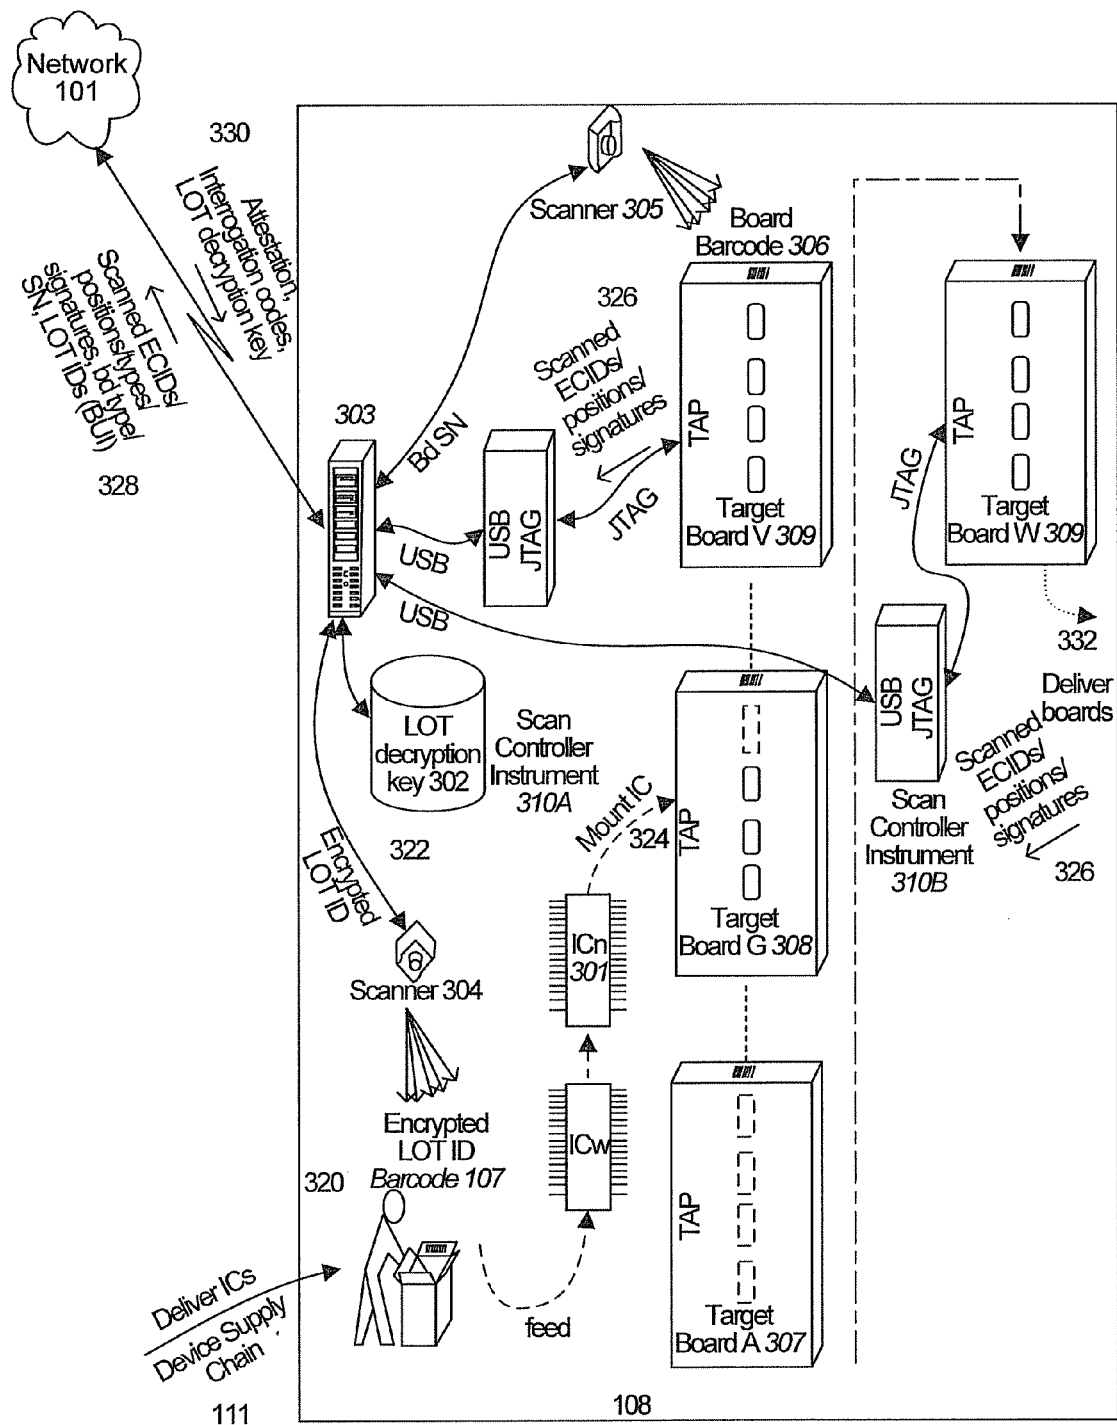 Network
101
330
Attestation,
Interrogation codes,
LOT decryption key
Scanned ECIDs/
positions/types/
signatures, bd type/
SN, LOT IDs (BUI)
328
303
Scanner 305
Board
Barcode 306
Bd SN
326
Scanned
ECIDs/
positions/
signatures
JTAG
USB
JTAG
USB
USB
TAP
Target
Board V 309
TAP
Target
Board W 309
JTAG
332
Deliver
boards
USB
JTAG
Scan
Controller
Instrument
310B
Scanned
ECIDs/
positions/
signatures
326
LOT
decryption
key 302
Scan
Controller
Instrument
310A
322
Encrypted
LOT ID
Scanner 304
Encrypted
LOT ID
Barcode 107
Mount IC
324
TAP
Target
Board G 308
ICn
301
ICw
TAP
Target
Board A 307
320
feed
Deliver ICs
Device Supply
Chain
111
108